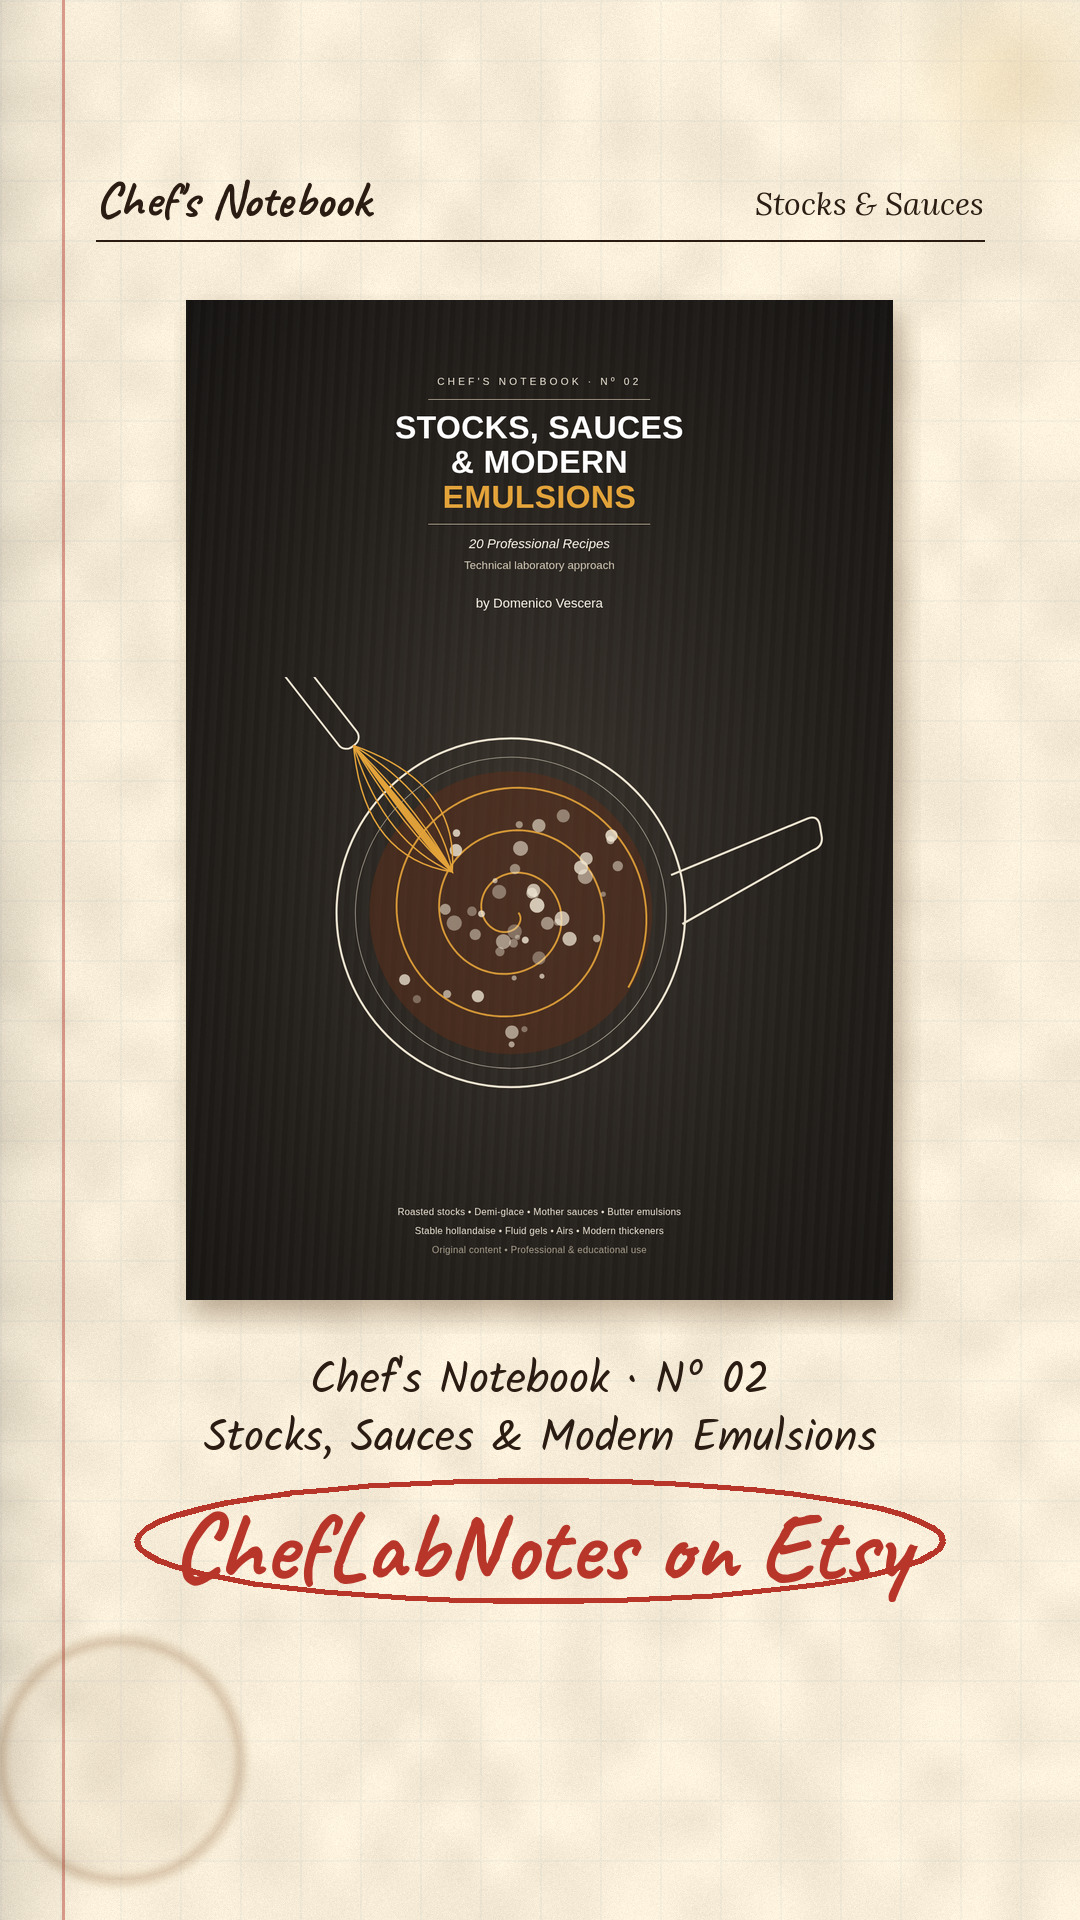 Chef's Notebook
Stocks & Sauces
CHEF'S NOTEBOOK · Nº 02
STOCKS, SAUCES
& MODERN
EMULSIONS
20 Professional Recipes
Technical laboratory approach
by Domenico Vescera
Roasted stocks • Demi-glace • Mother sauces • Butter emulsions
Stable hollandaise • Fluid gels • Airs • Modern thickeners
Original content • Professional & educational use
Chef's Notebook · Nº 02
Stocks, Sauces & Modern Emulsions
ChefLabNotes on Etsy